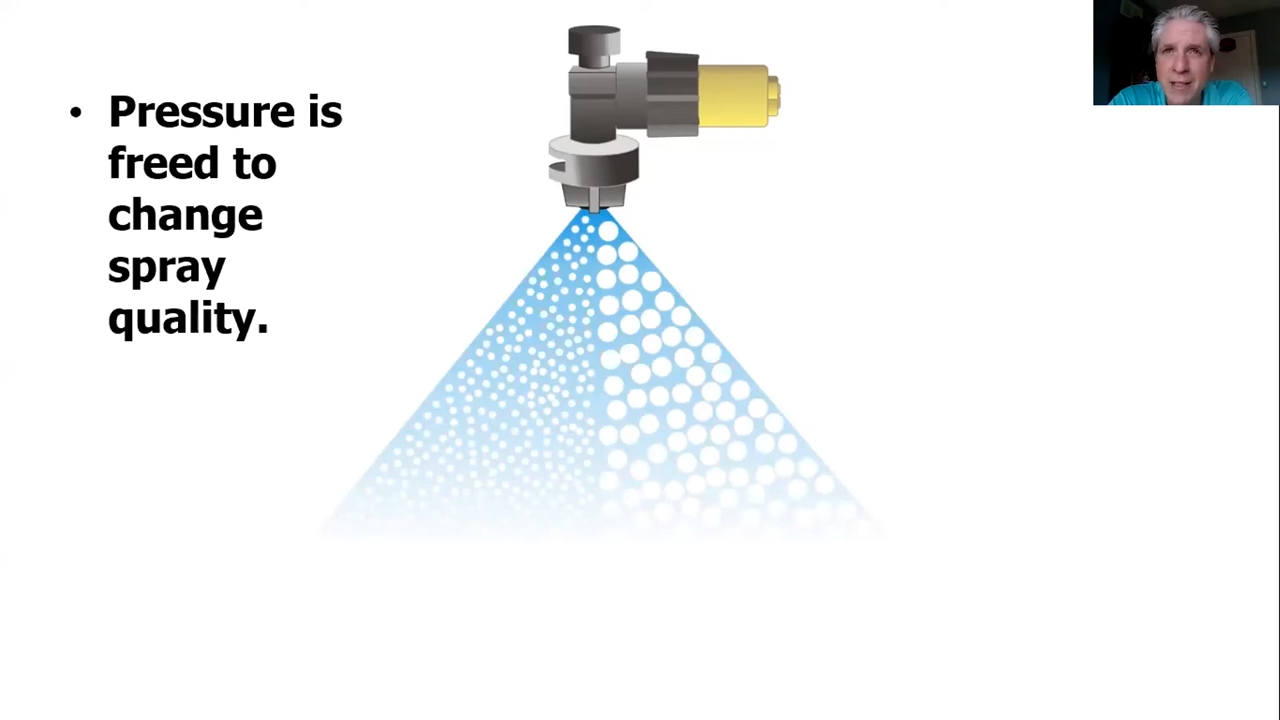 • Pressure is
freed to
change
spray
quality.